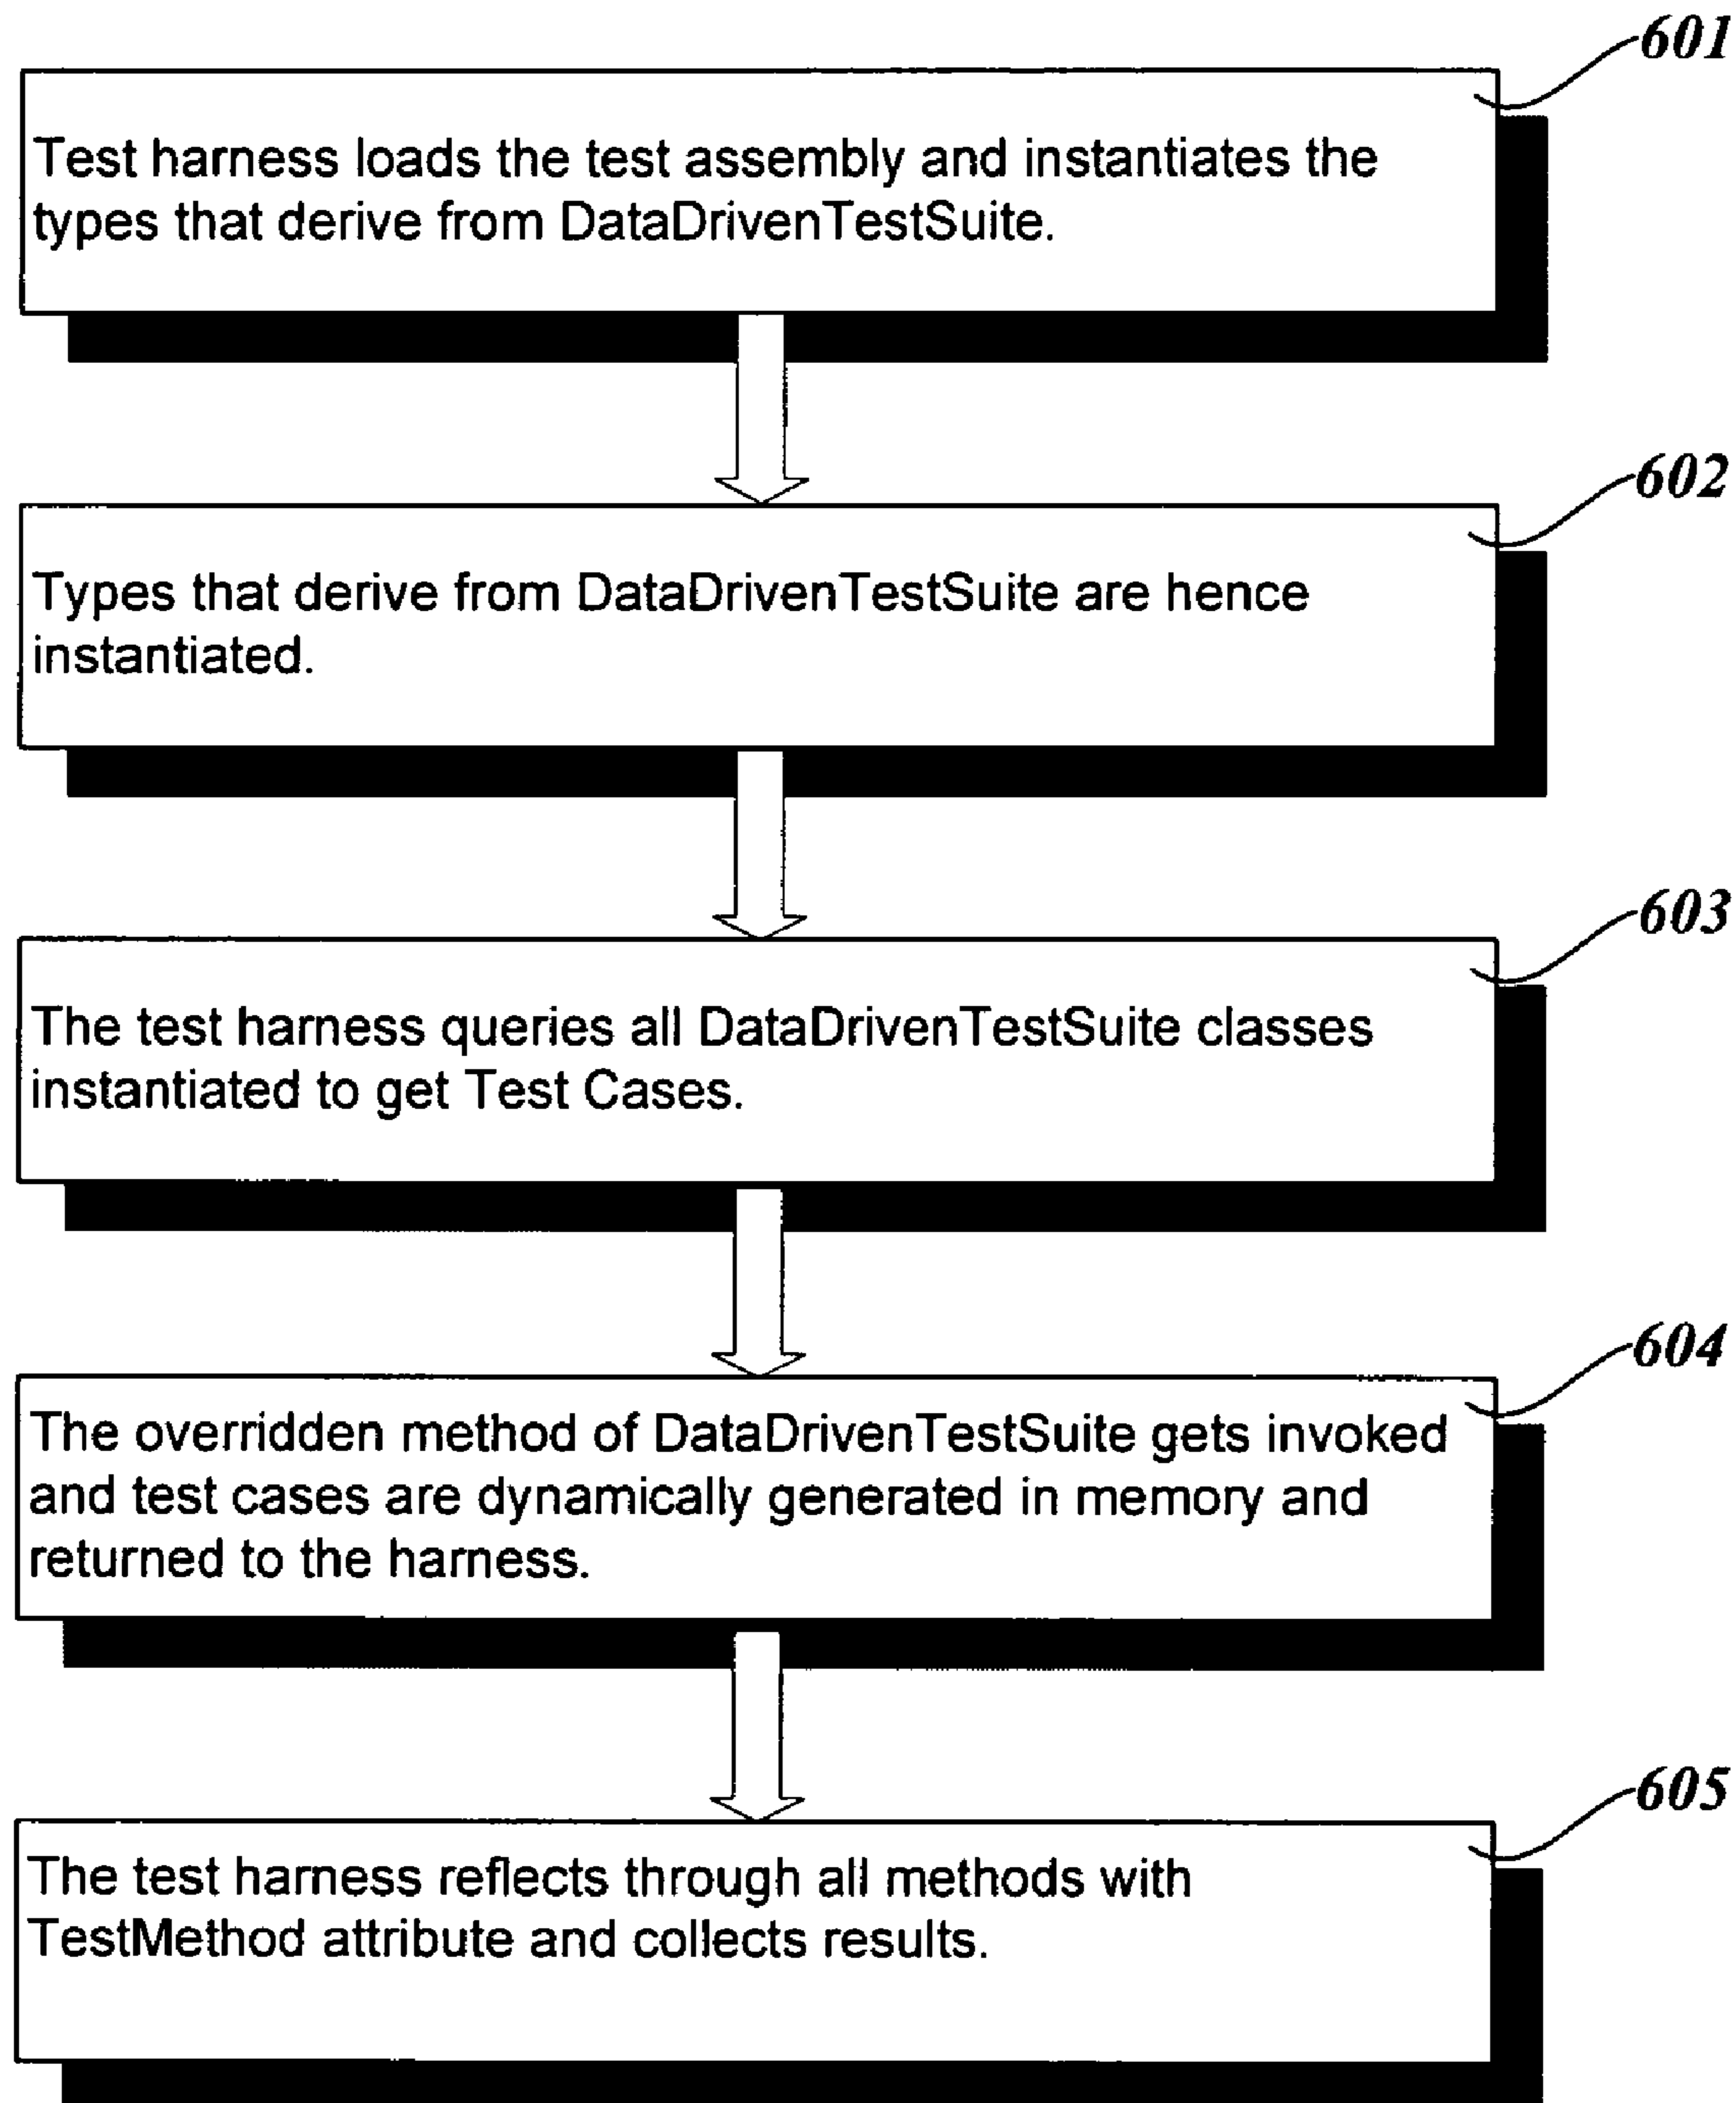 601
Test harness loads the test assembly and instantiates the
types that derive from DataDrivenTestSuite.
602
Types that derive from DataDrivenTestSuite are hence
instantiated.
603
The test harness queries all DataDrivenTestSuite classes
instantiated to get Test Cases.
604
The overridden method of DataDrivenTestSuite gets invoked
and test cases are dynamically generated in memory and
returned to the harness.
605
The test harness reflects through all methods with
TestMethod attribute and collects results.